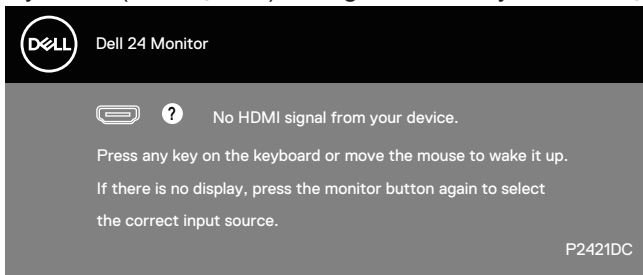 DELL
Dell 24 Monitor
? No HDMI signal from your device.
Press any key on the keyboard or move the mouse to wake it up.
If there is no display, press the monitor button again to select
the correct input source.
P2421DC